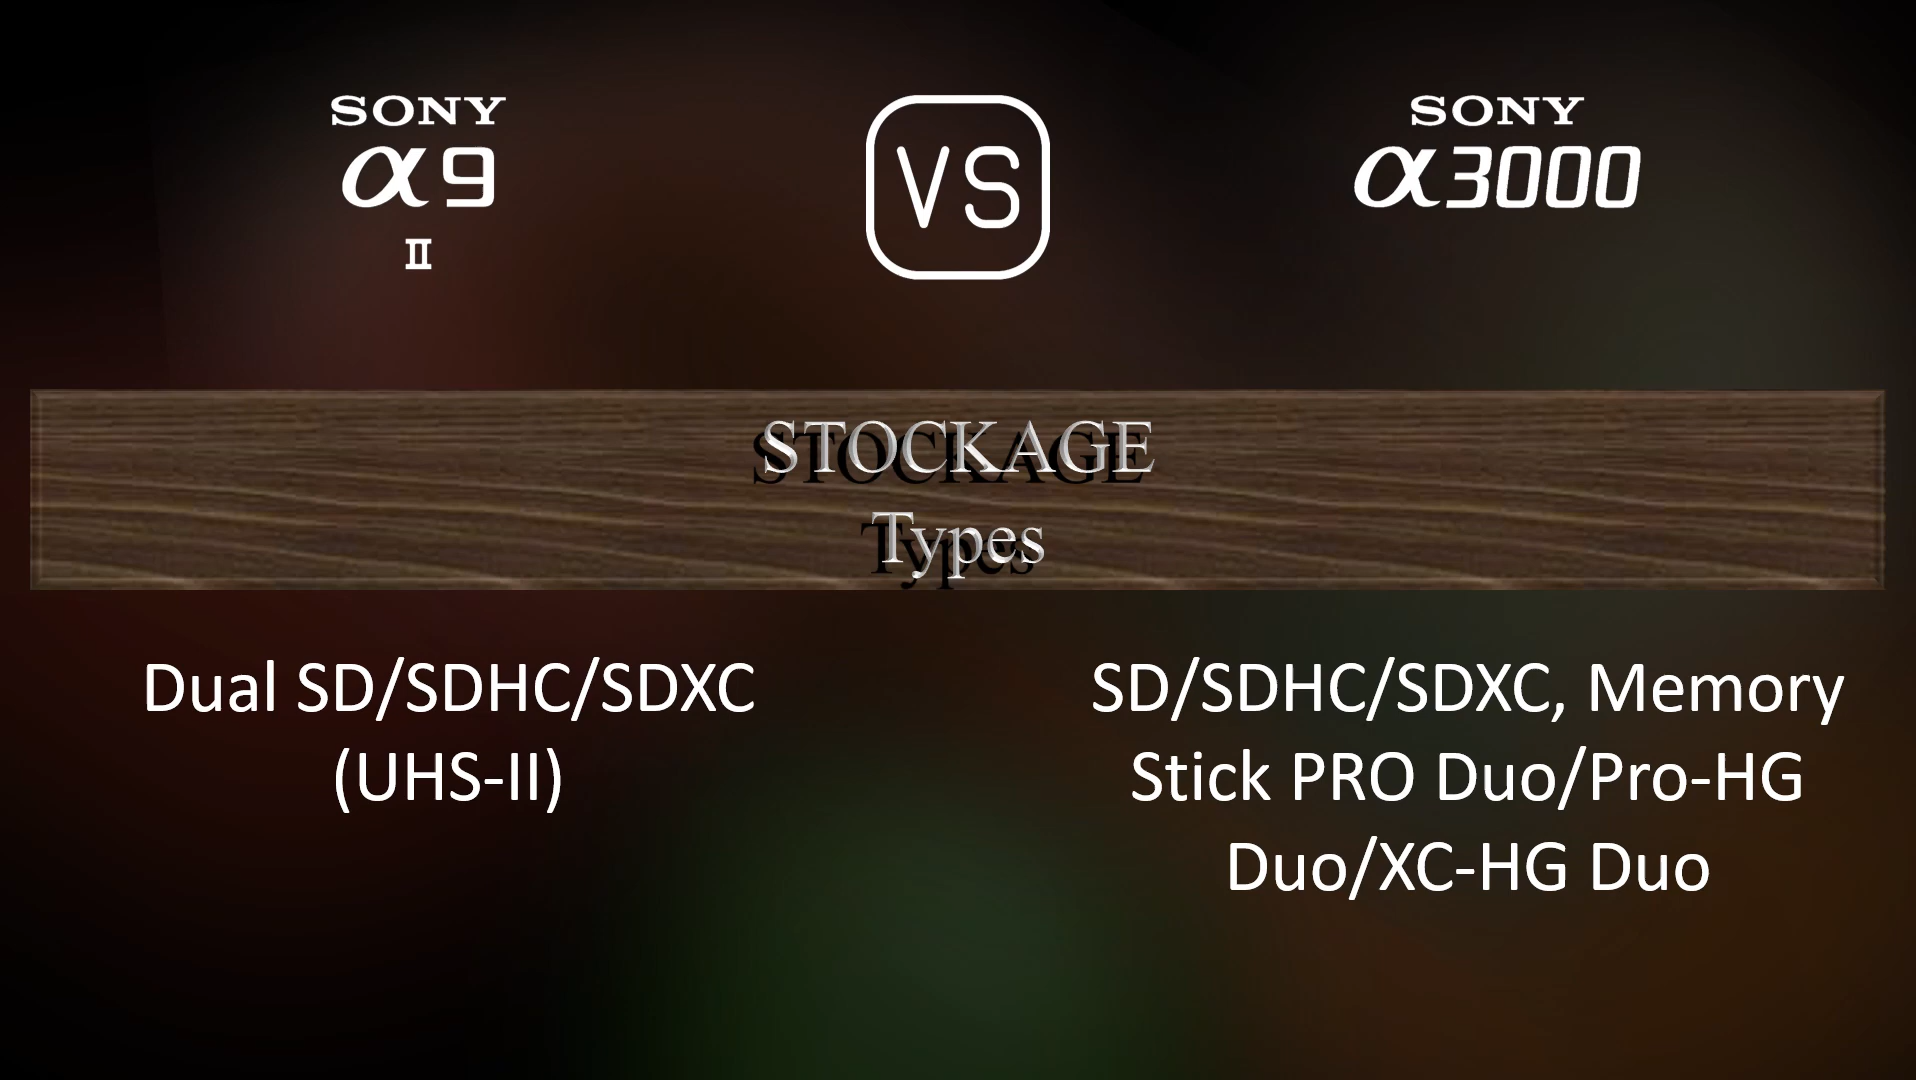 SONY
α9
II
VS
SONY
α3000
STOCKAGE
Types
Dual SD/SDHC/SDXC
(UHS-II)
SD/SDHC/SDXC, Memory
Stick PRO Duo/Pro-HG
Duo/XC-HG Duo